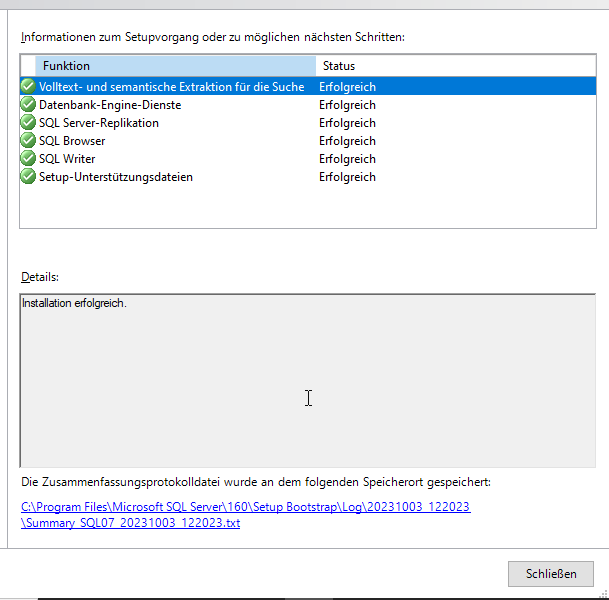 Informationen zum Setupvorgang oder zu möglichen nächsten Schritten:
Funktion Status
Volltext- und semantische Extraktion für die Suche Erfolgreich
Datenbank-Engine-Dienste Erfolgreich
SQL Server-Replikation Erfolgreich
SQL Browser Erfolgreich
SQL Writer Erfolgreich
Setup-Unterstützungsdateien Erfolgreich
Details:
Installation erfolgreich.
Die Zusammenfassungsprotokolldatei wurde an dem folgenden Speicherort gespeichert:
C:\Program Files\Microsoft SQL Server\160\Setup Bootstrap\Log\20231003_122023
\Summary_SQL07_20231003_122023.txt
Schließen